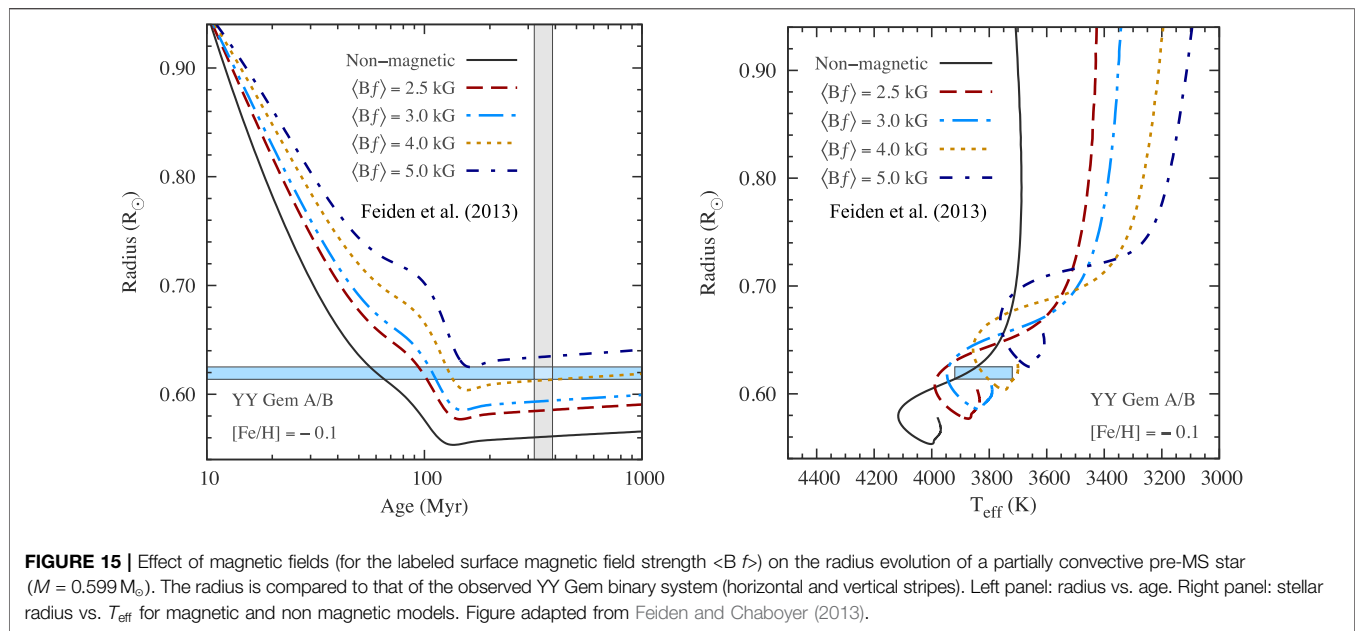 0.90
0.80
0.70
0.60
Radius (R☉)
10
100
1000
Age (Myr)
Non−magnetic
⟨Bf⟩ = 2.5 kG
⟨Bf⟩ = 3.0 kG
⟨Bf⟩ = 4.0 kG
⟨Bf⟩ = 5.0 kG
Feiden et al. (2013)
YY Gem A/B
[Fe/H] = − 0.1
0.90
0.80
0.70
0.60
Radius (R☉)
4400 4200 4000 3800 3600 3400 3200 3000
Teff (K)
Non−magnetic
⟨Bf⟩ = 2.5 kG
⟨Bf⟩ = 3.0 kG
⟨Bf⟩ = 4.0 kG
⟨Bf⟩ = 5.0 kG
Feiden et al. (2013)
YY Gem A/B
[Fe/H] = − 0.1
FIGURE 15 | Effect of magnetic fields (for the labeled surface magnetic field strength <B f>) on the radius evolution of a partially convective pre-MS star
(M = 0.599 M☉). The radius is compared to that of the observed YY Gem binary system (horizontal and vertical stripes). Left panel: radius vs. age. Right panel: stellar
radius vs. Teff for magnetic and non magnetic models. Figure adapted from Feiden and Chaboyer (2013).